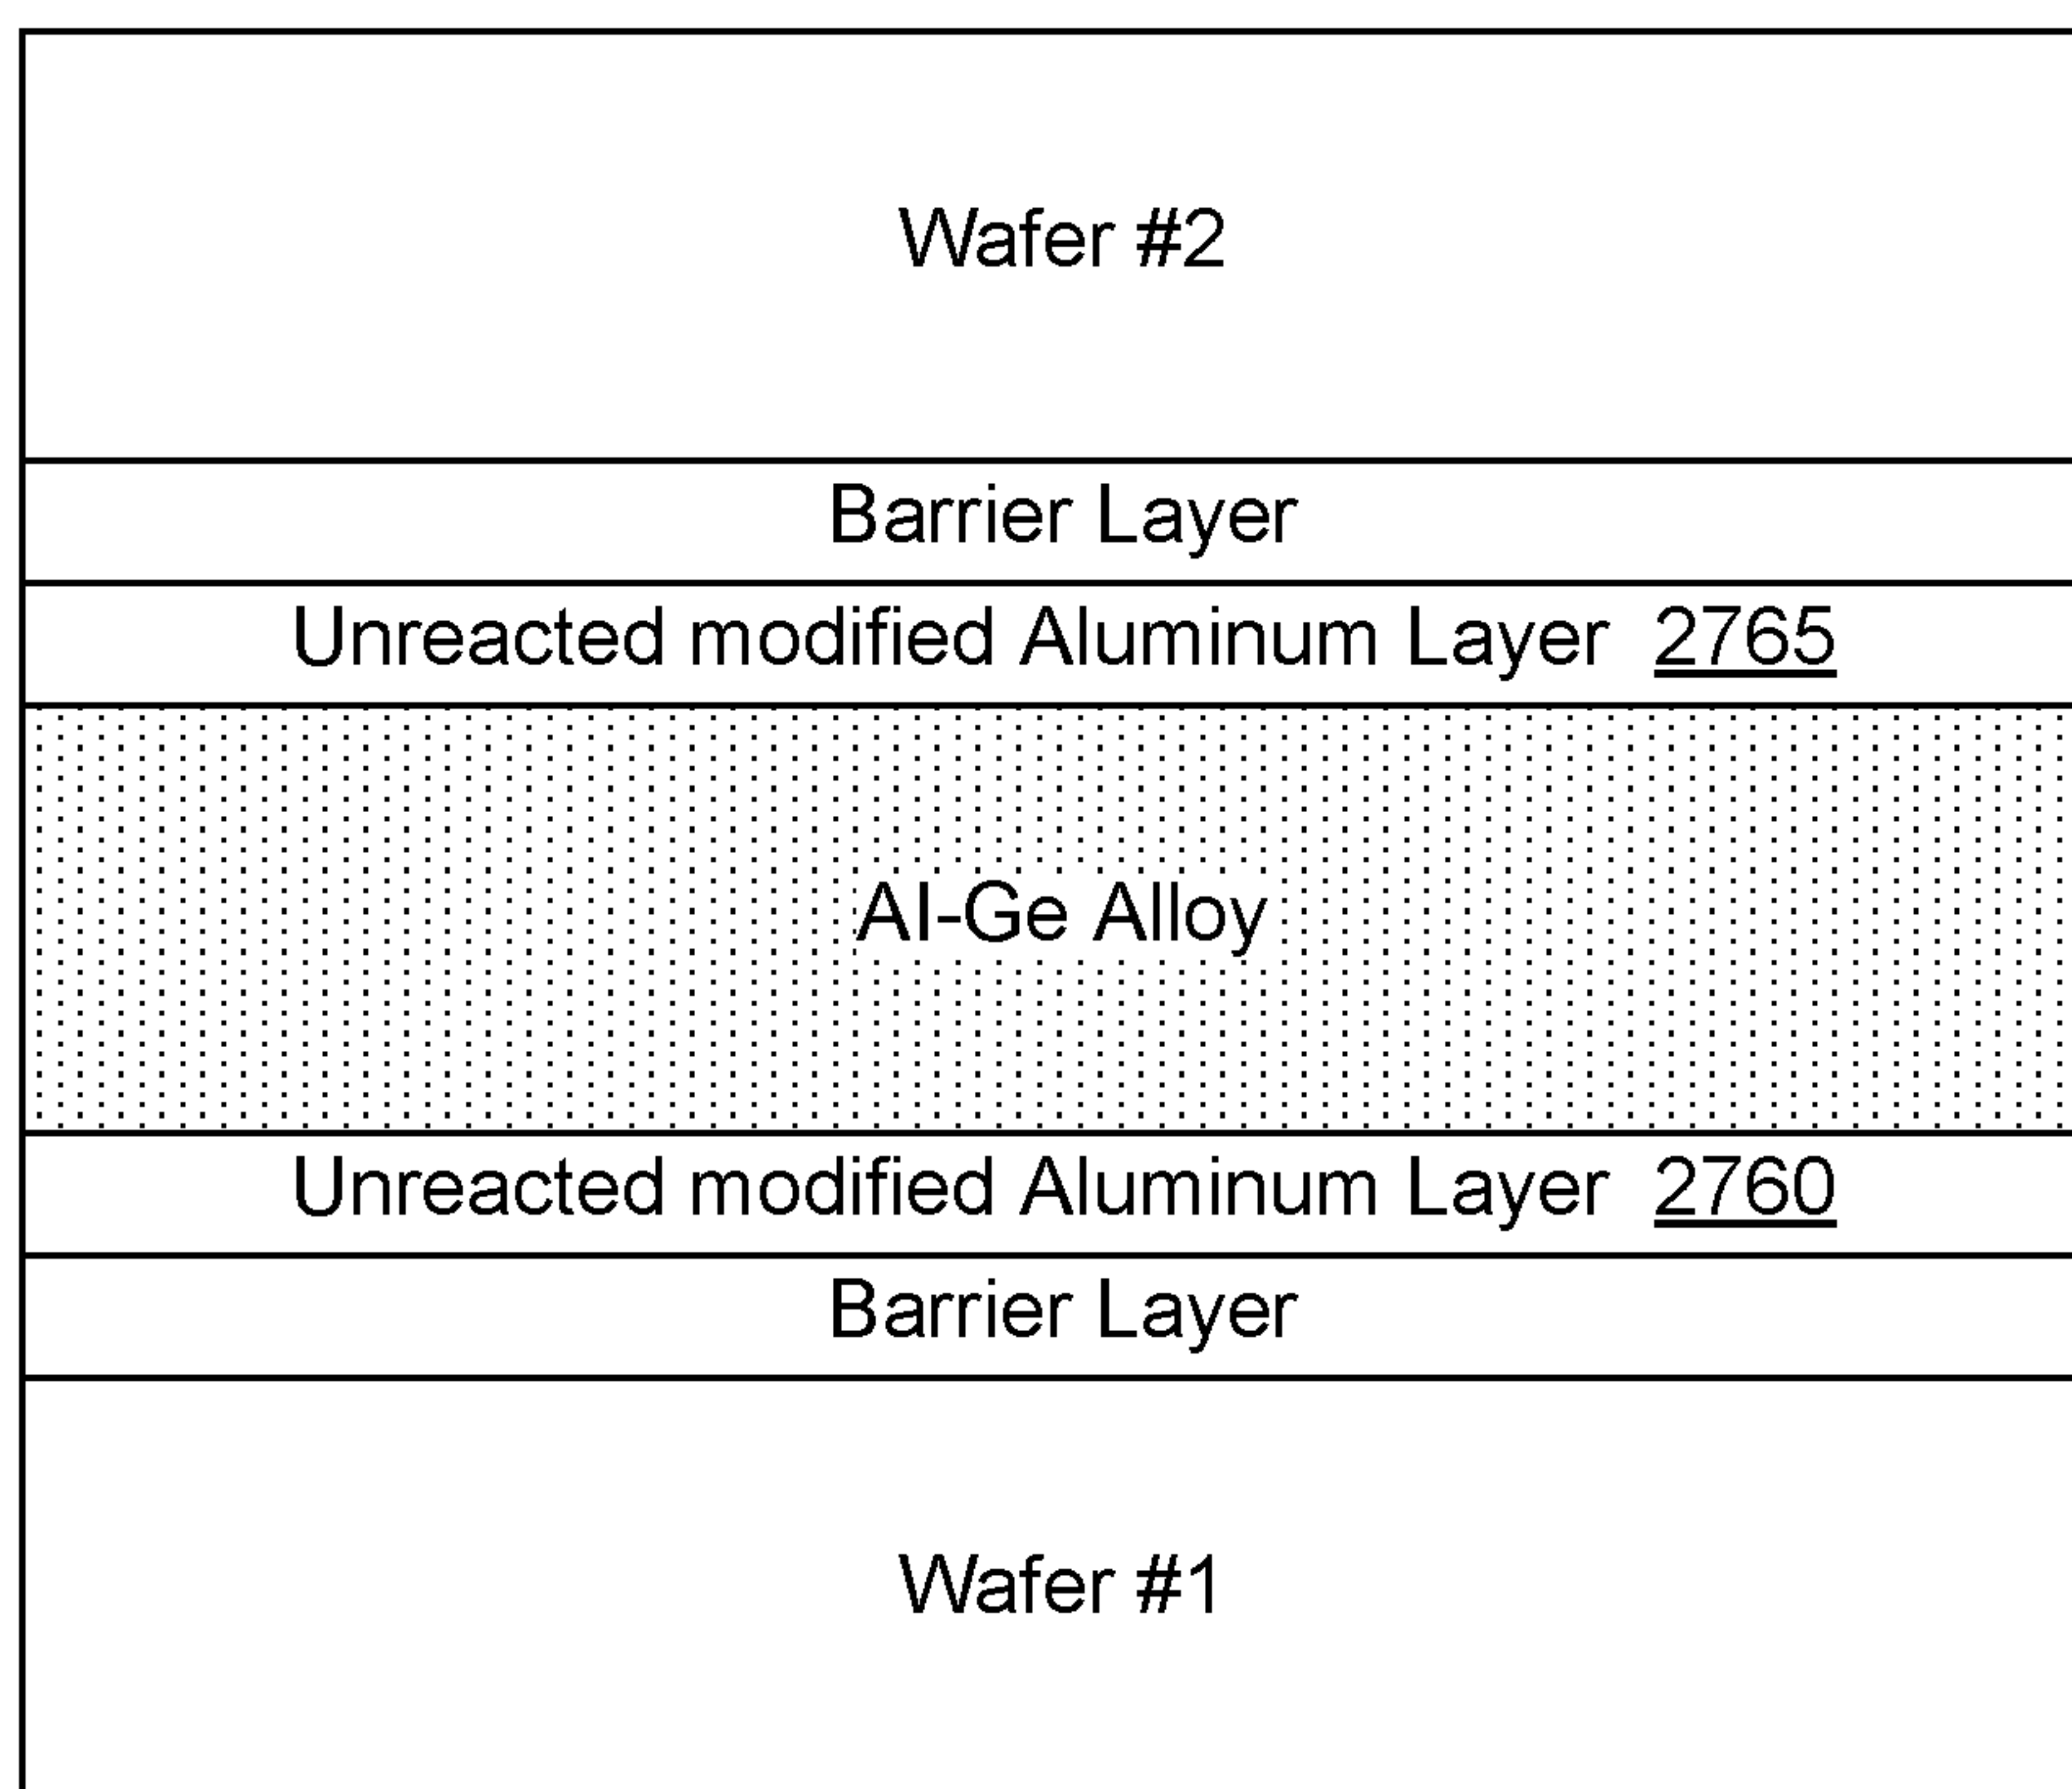 Wafer #2
Barrier Layer
Unreacted modified Aluminum Layer 2765
Al-Ge Alloy
Unreacted modified Aluminum Layer 2760
Barrier Layer
Wafer #1